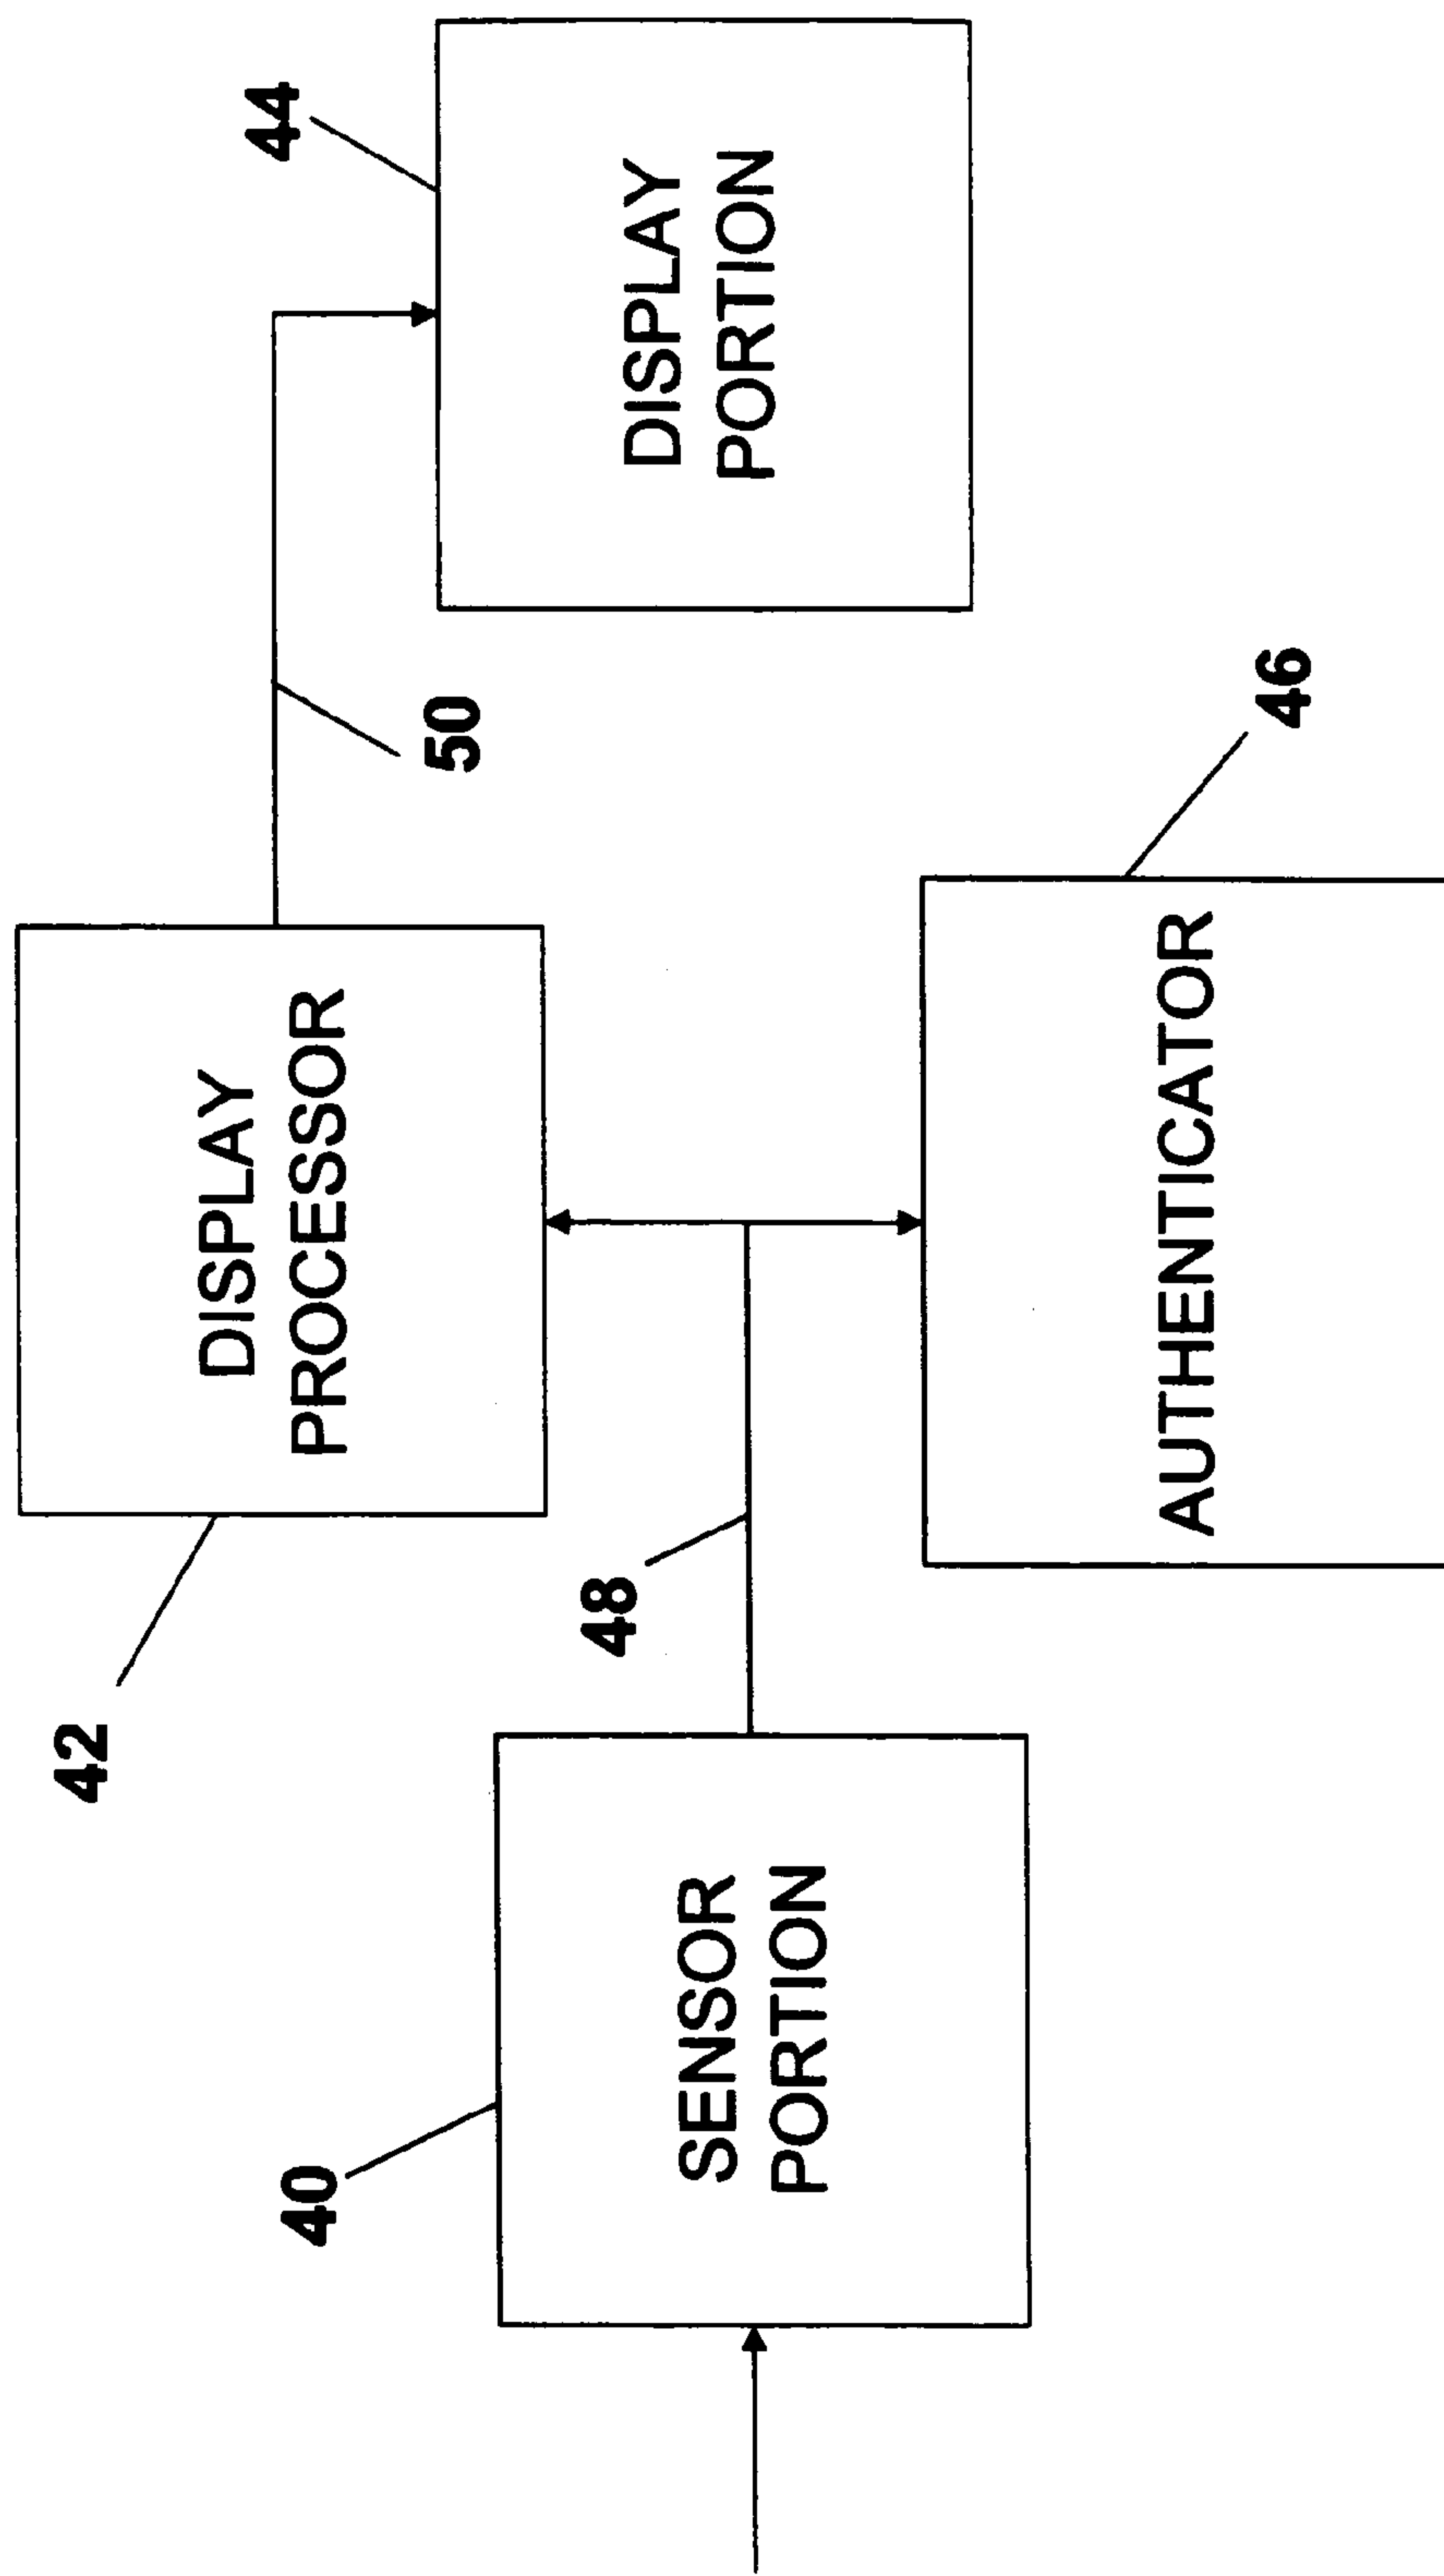 44
42
DISPLAY
PROCESSOR
50
DISPLAY
PORTION
40
48
SENSOR
PORTION
46
AUTHENTICATOR